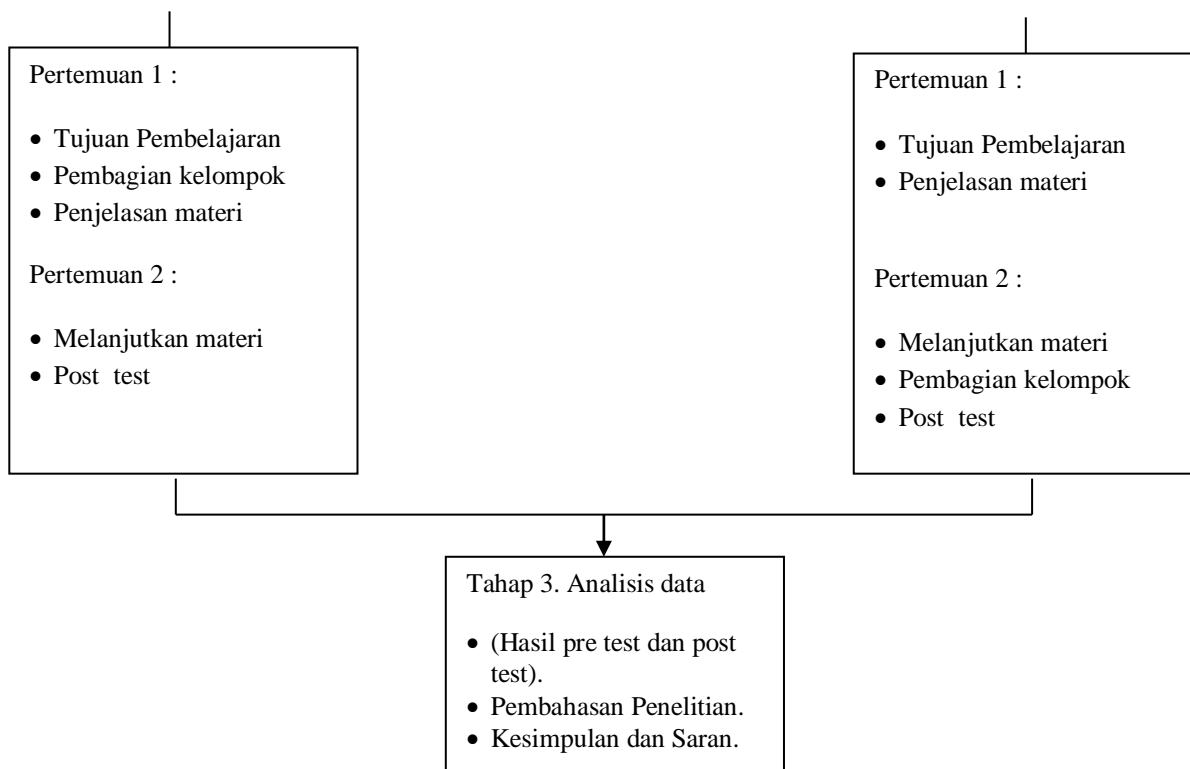 Pertemuan 1 :
• Tujuan Pembelajaran
• Pembagian kelompok
• Penjelasan materi
Pertemuan 2 :
• Melanjutkan materi
• Post test
Pertemuan 1 :
• Tujuan Pembelajaran
• Penjelasan materi
Pertemuan 2 :
• Melanjutkan materi
• Pembagian kelompok
• Post test
Tahap 3. Analisis data
• (Hasil pre test dan post
test).
• Pembahasan Penelitian.
• Kesimpulan dan Saran.